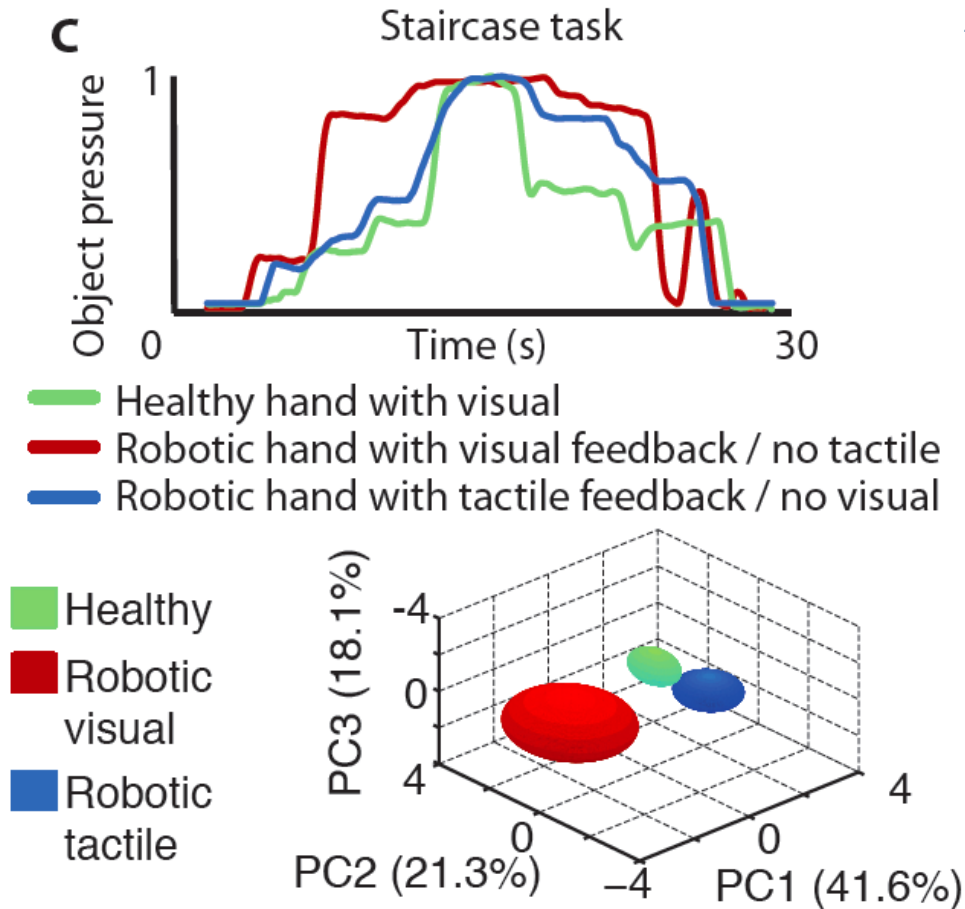 C
Staircase task
1
Object pressure
0
Time (s)
30
Healthy hand with visual
Robotic hand with visual feedback / no tactile
Robotic hand with tactile feedback / no visual
Healthy
Robotic
visual
Robotic
tactile
PC3 (18.1%)
-4
0
4
PC2 (21.3%)
0
−4
PC1 (41.6%)
0
4